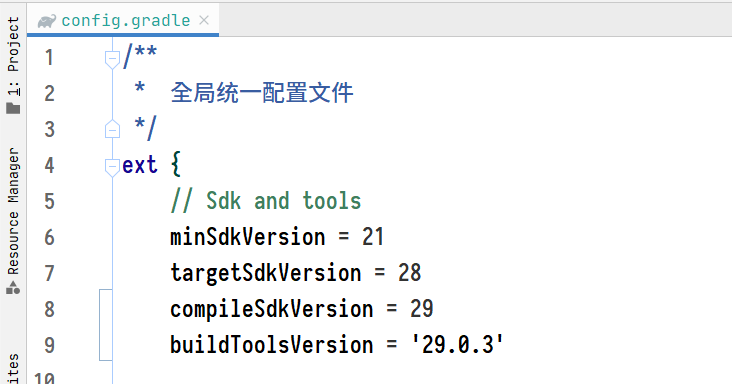 config.gradle
1: Project
Resource Manager
1 /**
2 * 全局统一配置文件
3 */
4 ext {
5 // Sdk and tools
6 minSdkVersion = 21
7 targetSdkVersion = 28
8 compileSdkVersion = 29
9 buildToolsVersion = '29.0.3'
10